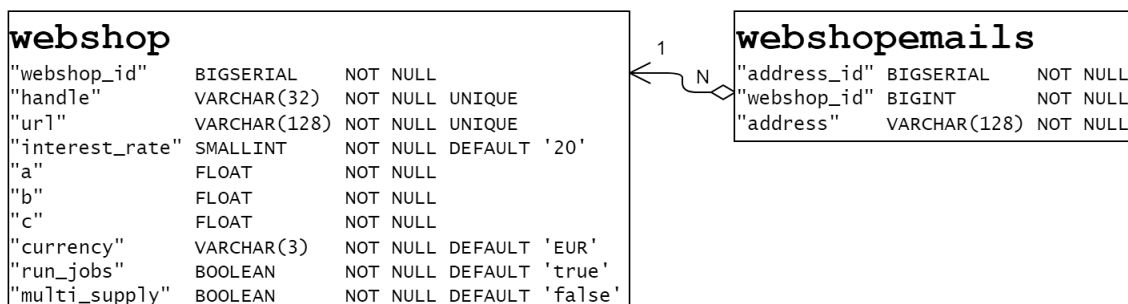 webshop
"webshop_id" BIGSERIAL NOT NULL
"handle" VARCHAR(32) NOT NULL UNIQUE
"url" VARCHAR(128) NOT NULL UNIQUE
"interest_rate" SMALLINT NOT NULL DEFAULT '20'
"a" FLOAT NOT NULL
"b" FLOAT NOT NULL
"c" FLOAT NOT NULL
"currency" VARCHAR(3) NOT NULL DEFAULT 'EUR'
"run_jobs" BOOLEAN NOT NULL DEFAULT 'true'
"multi_supply" BOOLEAN NOT NULL DEFAULT 'false'
1
N
webshopemails
"address_id" BIGSERIAL NOT NULL
"webshop_id" BIGINT NOT NULL
"address" VARCHAR(128) NOT NULL